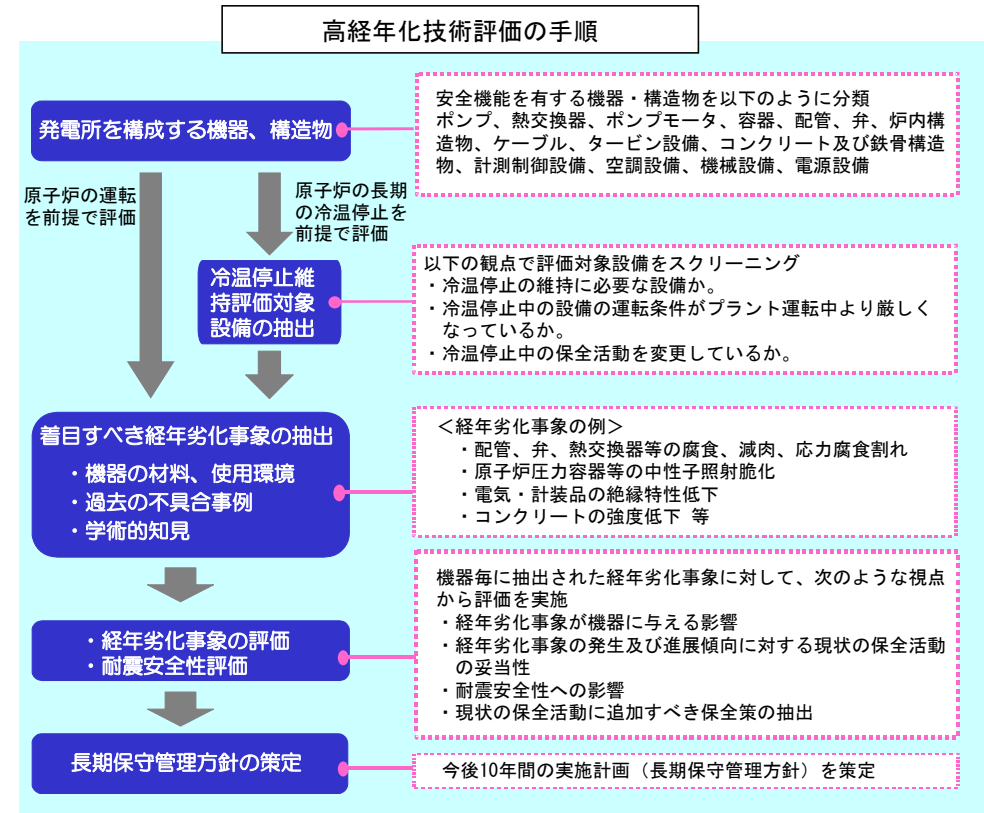 高経年化技術評価の手順
発電所を構成する機器、構造物
安全機能を有する機器・構造物を以下のように分類
ポンプ、熱交換器、ポンプモータ、容器、配管、弁、炉内構
造物、ケーブル、タービン設備、コンクリート及び鉄骨構造
物、計測制御設備、空調設備、機械設備、電源設備
原子炉の運転
を前提で評価
原子炉の長期
の冷温停止を
前提で評価
冷温停止維
持評価対象
設備の抽出
以下の観点で評価対象設備をスクリーニング
・冷温停止の維持に必要な設備か。
・冷温停止中の設備の運転条件がプラント運転中より厳しく
なっているか。
・冷温停止中の保全活動を変更しているか。
着目すべき経年劣化事象の抽出
・機器の材料、使用環境
・過去の不具合事例
・学術的知見
＜経年劣化事象の例＞
・配管、弁、熱交換器等の腐食、減肉、応力腐食割れ
・原子炉圧力容器等の中性子照射脆化
・電気・計装品の絶縁特性低下
・コンクリートの強度低下 等
・経年劣化事象の評価
・耐震安全性評価
機器毎に抽出された経年劣化事象に対して、次のような視点
から評価を実施
・経年劣化事象が機器に与える影響
・経年劣化事象の発生及び進展傾向に対する現状の保全活動
の妥当性
・耐震安全性への影響
・現状の保全活動に追加すべき保全策の抽出
長期保守管理方針の策定
今後10年間の実施計画（長期保守管理方針）を策定